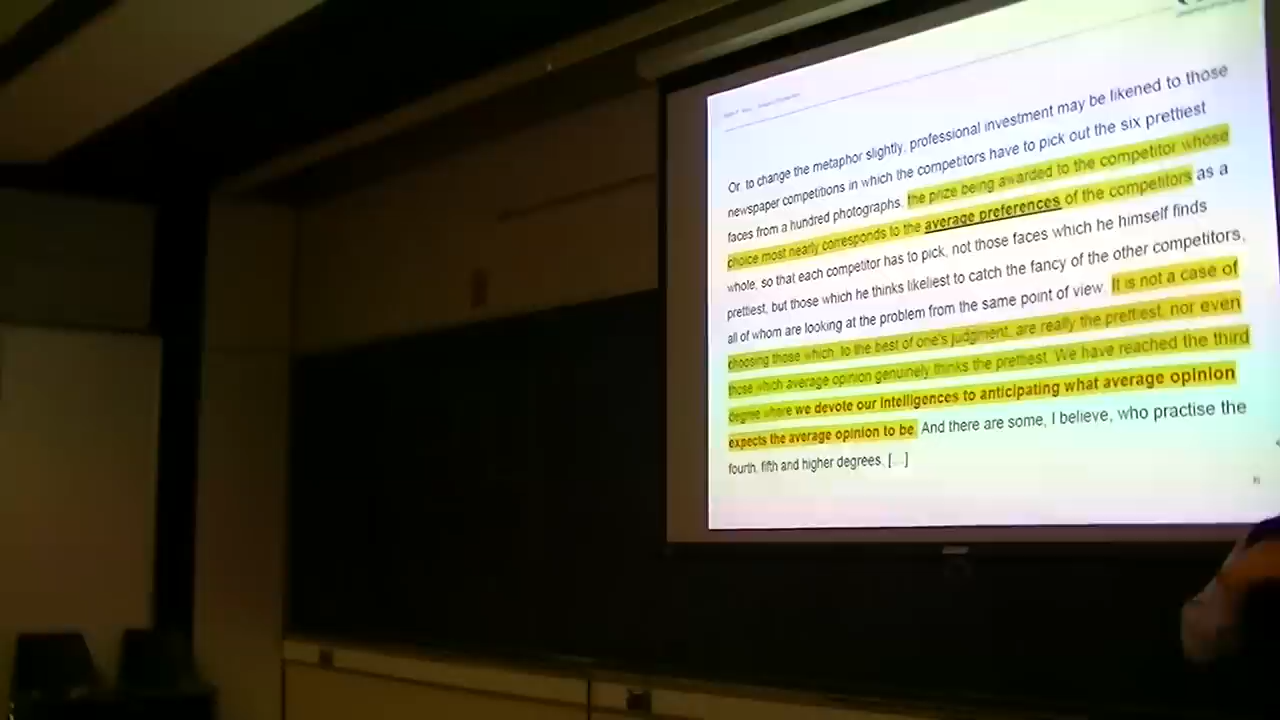 Or, to change the metaphor slightly, professional investment may be likened to those
newspaper competitions in which the competitors have to pick out the six prettiest
faces from a hundred photographs, the prize being awarded to the competitor whose
choice most nearly corresponds to the average preferences of the competitors as a
whole, so that each competitor has to pick, not those faces which he himself finds
prettiest, but those which he thinks likeliest to catch the fancy of the other competitors,
all of whom are looking at the problem from the same point of view. It is not a case of
choosing those which, to the best of one's judgment, are really the prettiest, nor even
those which average opinion genuinely thinks the prettiest. We have reached the third
degree where we devote our intelligences to anticipating what average opinion
expects the average opinion to be. And there are some, I believe, who practise the
fourth, fifth and higher degrees. [...]